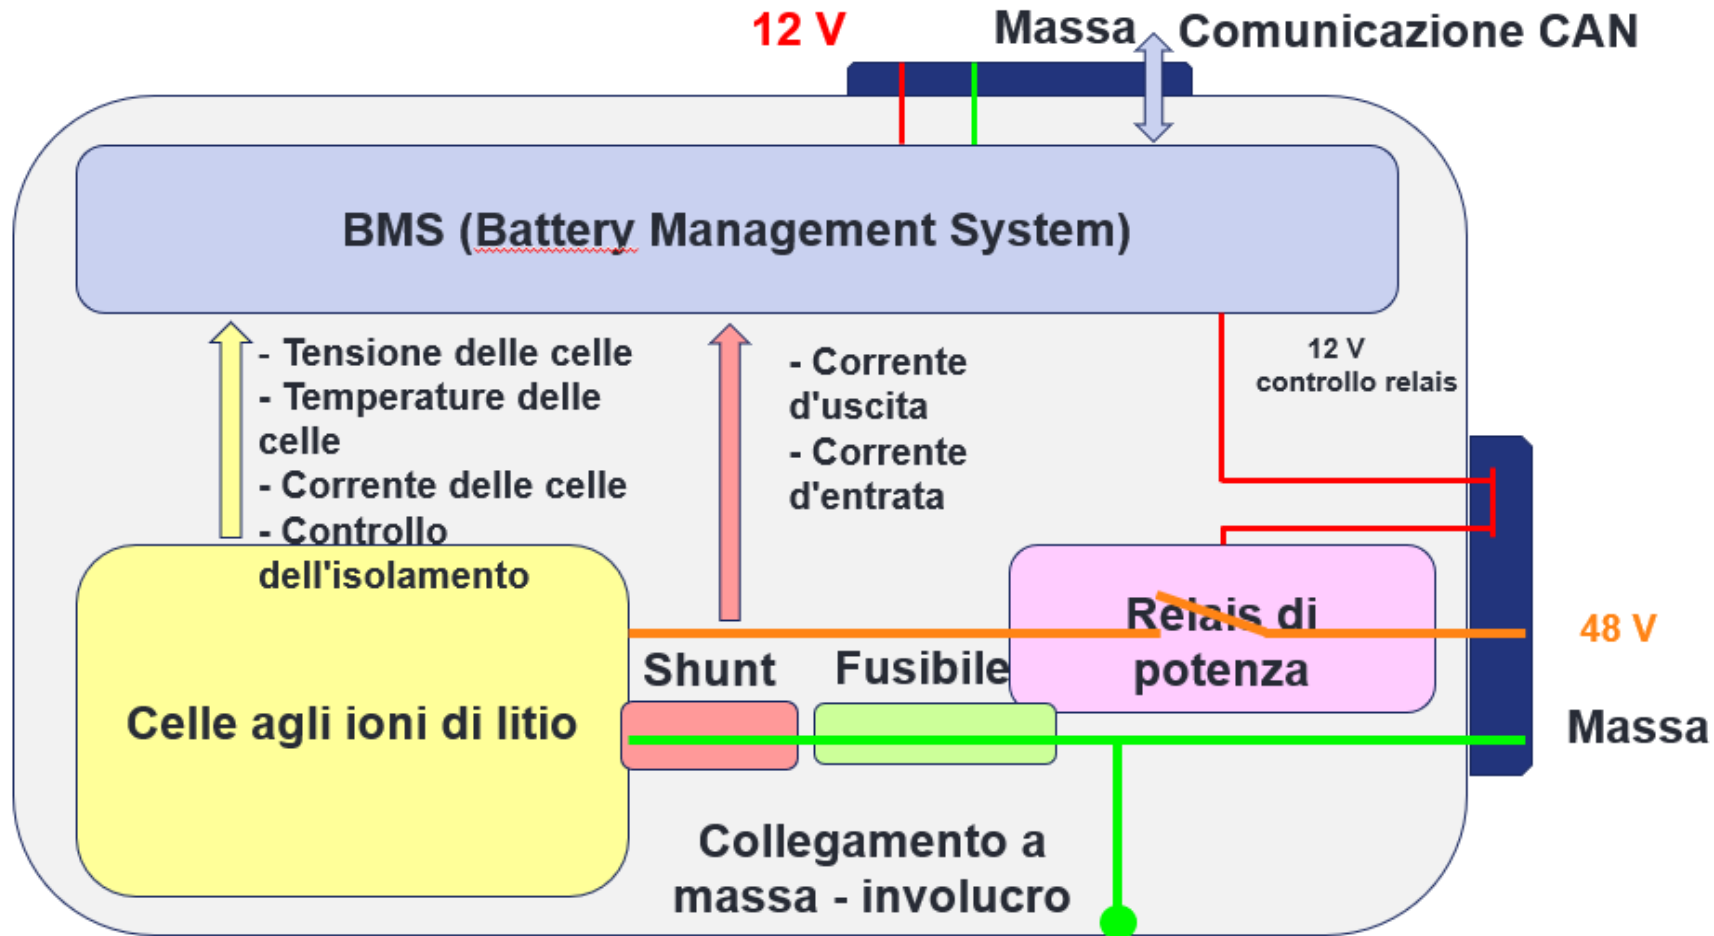 12 V
Massa
Comunicazione CAN
BMS (Battery Management System)
- Tensione delle celle
- Temperature delle
celle
- Corrente delle celle
- Controllo
dell'isolamento
- Corrente
d'uscita
- Corrente
d'entrata
12 V
controllo relais
Relais di
potenza
48 V
Shunt
Fusibile
Celle agli ioni di litio
Massa
Collegamento a
massa - involucro